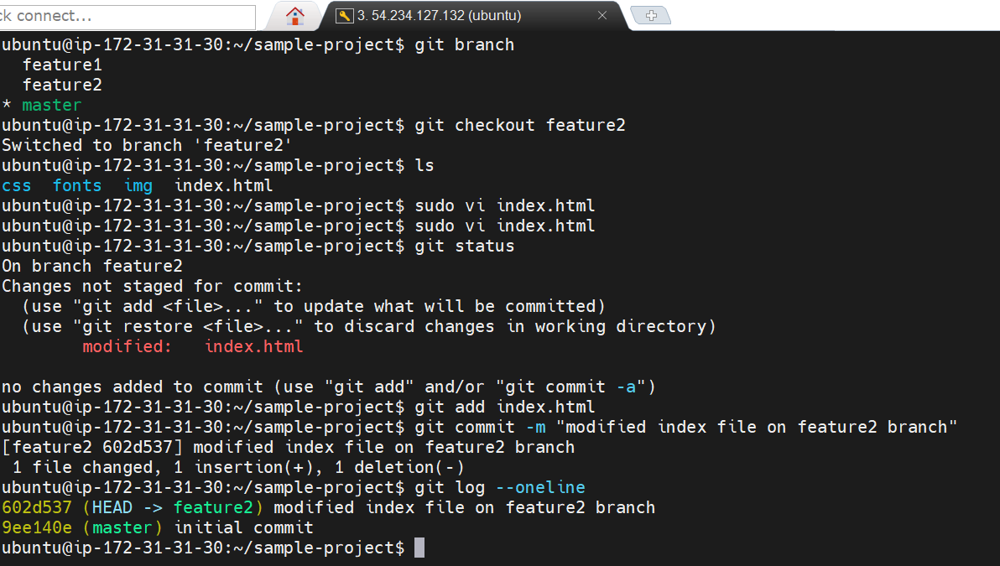 ck connect...
3. 54.234.127.132 (ubuntu)
ubuntu@ip-172-31-31-30:~/sample-project$ git branch
  feature1
  feature2
* master
ubuntu@ip-172-31-31-30:~/sample-project$ git checkout feature2
Switched to branch 'feature2'
ubuntu@ip-172-31-31-30:~/sample-project$ ls
css  fonts  img  index.html
ubuntu@ip-172-31-31-30:~/sample-project$ sudo vi index.html
ubuntu@ip-172-31-31-30:~/sample-project$ sudo vi index.html
ubuntu@ip-172-31-31-30:~/sample-project$ git status
On branch feature2
Changes not staged for commit:
  (use "git add <file>..." to update what will be committed)
  (use "git restore <file>..." to discard changes in working directory)
        modified:   index.html
no changes added to commit (use "git add" and/or "git commit -a")
ubuntu@ip-172-31-31-30:~/sample-project$ git add index.html
ubuntu@ip-172-31-31-30:~/sample-project$ git commit -m "modified index file on feature2 branch"
[feature2 602d537] modified index file on feature2 branch
 1 file changed, 1 insertion(+), 1 deletion(-)
ubuntu@ip-172-31-31-30:~/sample-project$ git log --oneline
602d537 (HEAD -> feature2) modified index file on feature2 branch
9ee140e (master) initial commit
ubuntu@ip-172-31-31-30:~/sample-project$